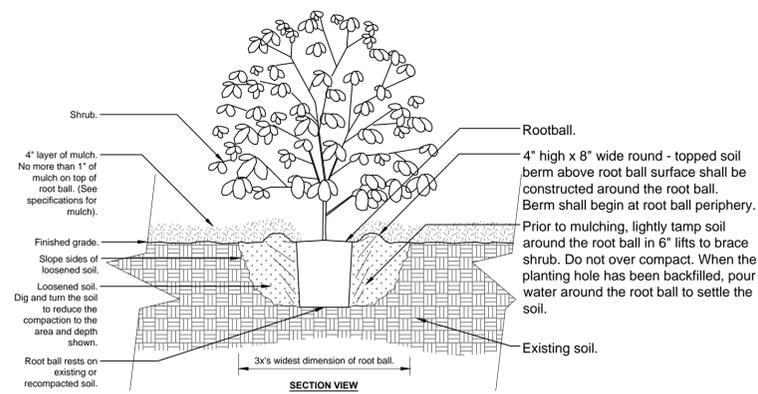 Shrub.
4" layer of mulch.
No more than 1" of
mulch on top of
root ball. (See
specifications for
mulch).
Finished grade.
Slope sides of
loosened soil.
Loosened soil.
Dig and turn the soil
to reduce the
compaction to the
area and depth
shown.
Root ball rests on
existing or
recompacted soil.
Rootball.
4" high x 8" wide round - topped soil
berm above root ball surface shall be
constructed around the root ball.
Berm shall begin at root ball periphery.
Prior to mulching, lightly tamp soil
around the root ball in 6" lifts to brace
shrub. Do not over compact. When the
planting hole has been backfilled, pour
water around the root ball to settle the
soil.
Existing soil.
3x's widest dimension of root ball.
SECTION VIEW